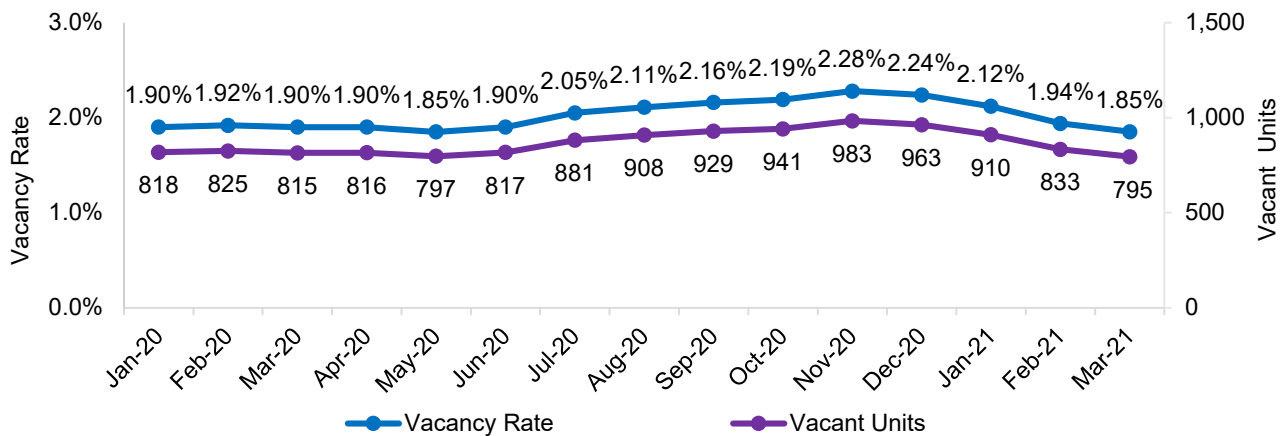 3.0%
2.0%
1.0%
0.0%
Vacancy Rate
1.90% 1.92% 1.90% 1.90% 1.85% 1.90% 2.05% 2.11% 2.16% 2.19% 2.28% 2.24% 2.12% 1.94% 1.85%
818 825 815 816 797 817 881 908 929 941 983 963 910 833 795
1,500
1,000
500
0
Vacant Units
Jan-20 Feb-20 Mar-20 Apr-20 May-20 Jun-20 Jul-20 Aug-20 Sep-20 Oct-20 Nov-20 Dec-20 Jan-21 Feb-21 Mar-21
Vacancy Rate Vacant Units